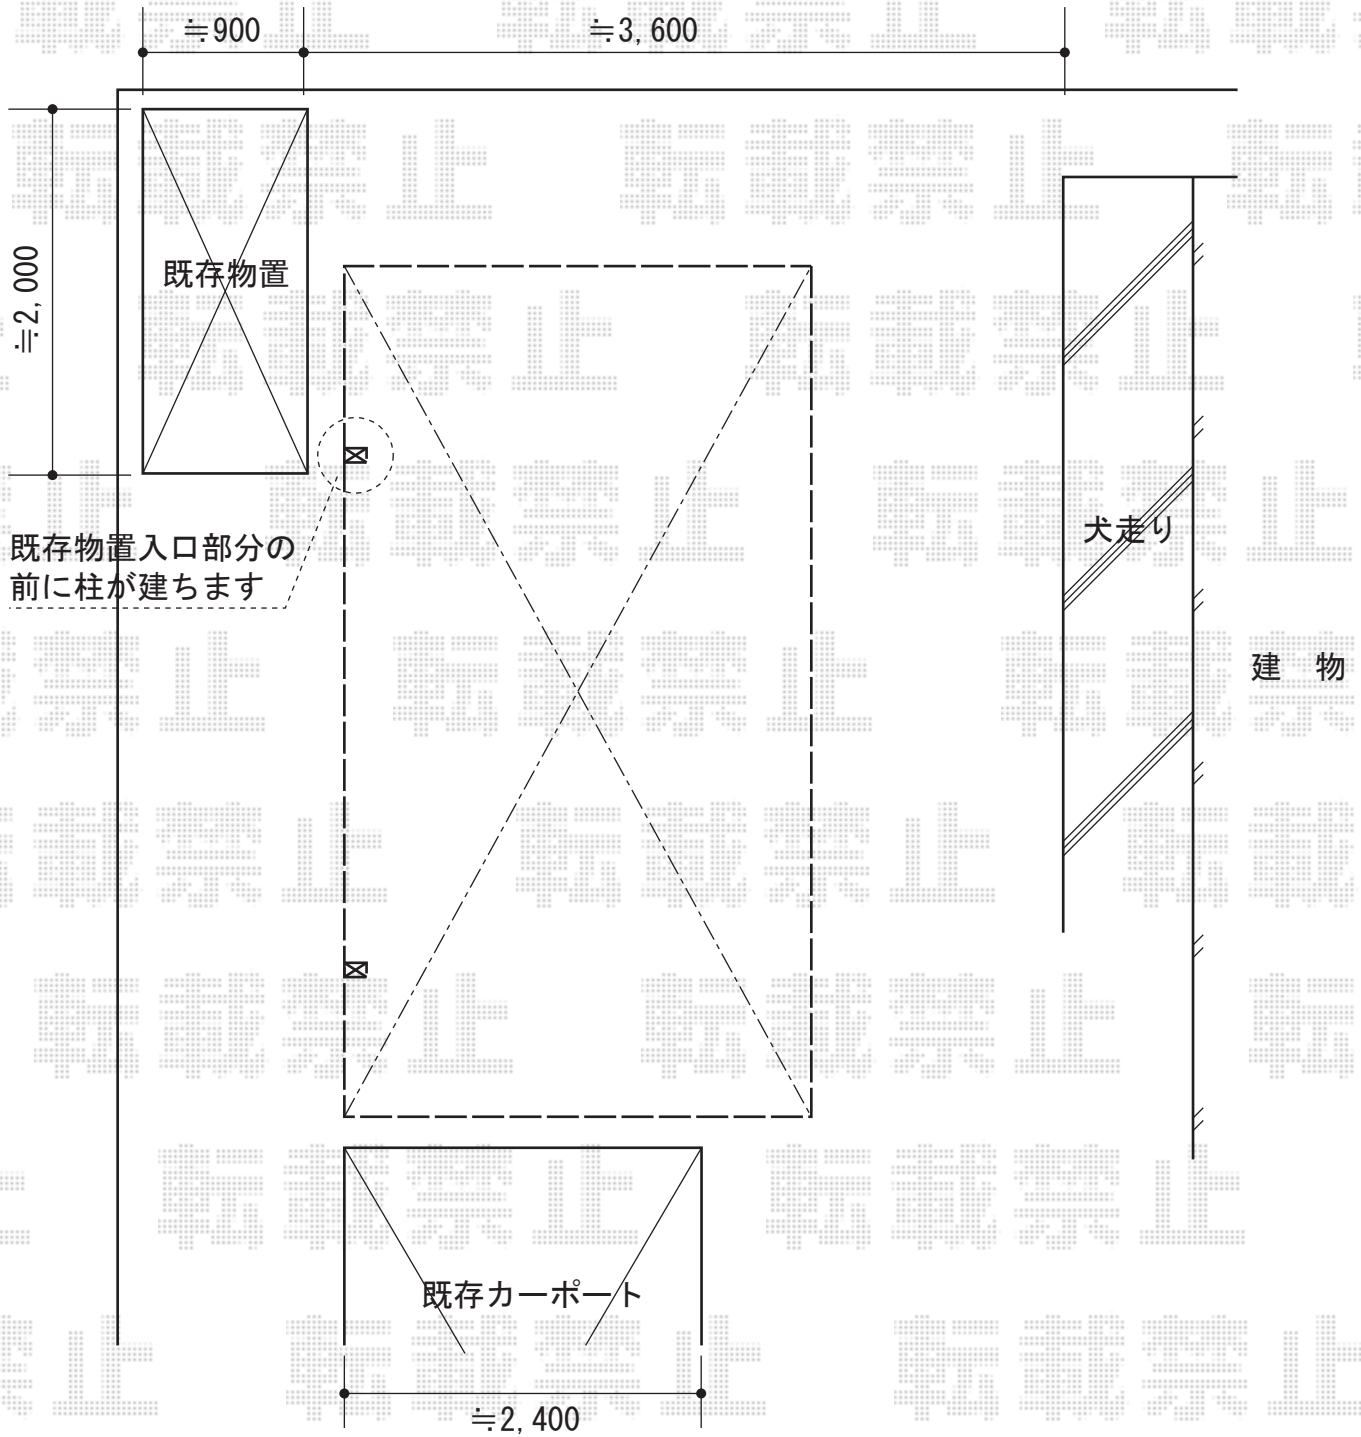 ≒900
≒3,600
≒2,000
既存物置
既存物置入口部分の
前に柱が建ちます
犬走り
建　物
既存カーポート
≒2,400
転載禁止